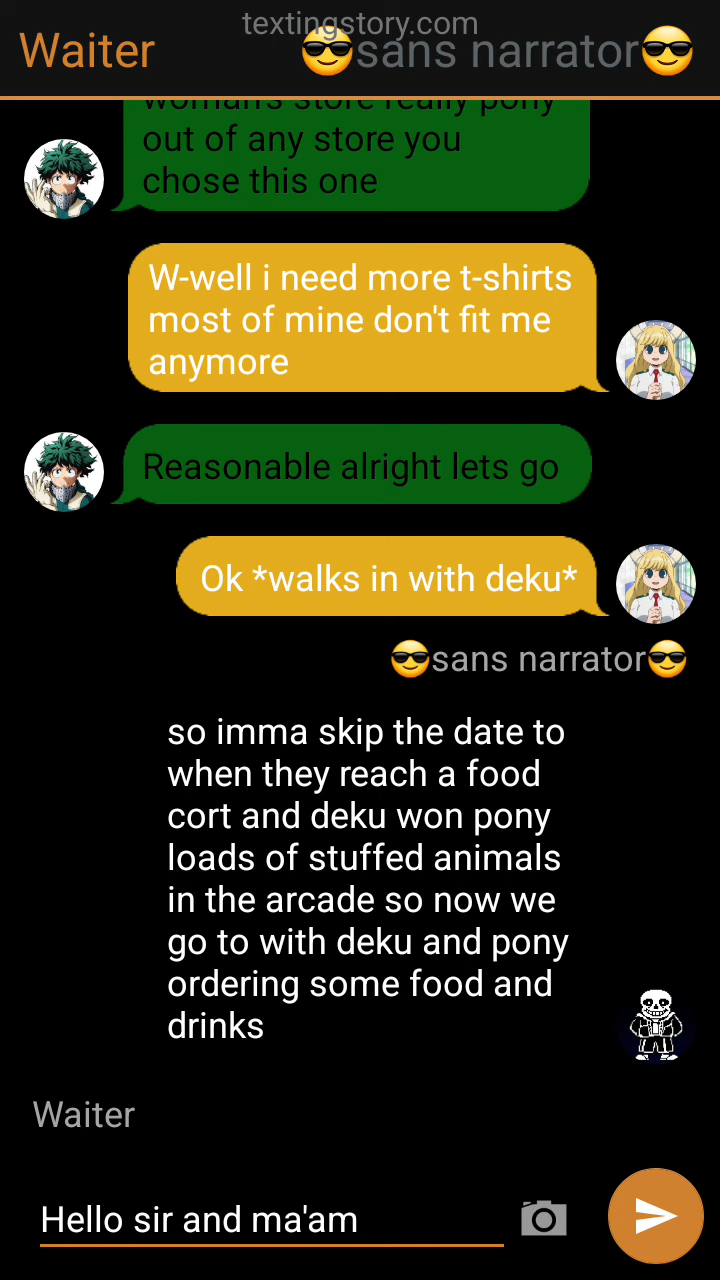 textingstory.com
Waiter
😎sans narrator😎
woman's store really pony
out of any store you
chose this one
W-well i need more t-shirts
most of mine don't fit me
anymore
Reasonable alright lets go
Ok *walks in with deku*
😎sans narrator😎
so imma skip the date to
when they reach a food
cort and deku won pony
loads of stuffed animals
in the arcade so now we
go to with deku and pony
ordering some food and
drinks
Waiter
Hello sir and ma'am